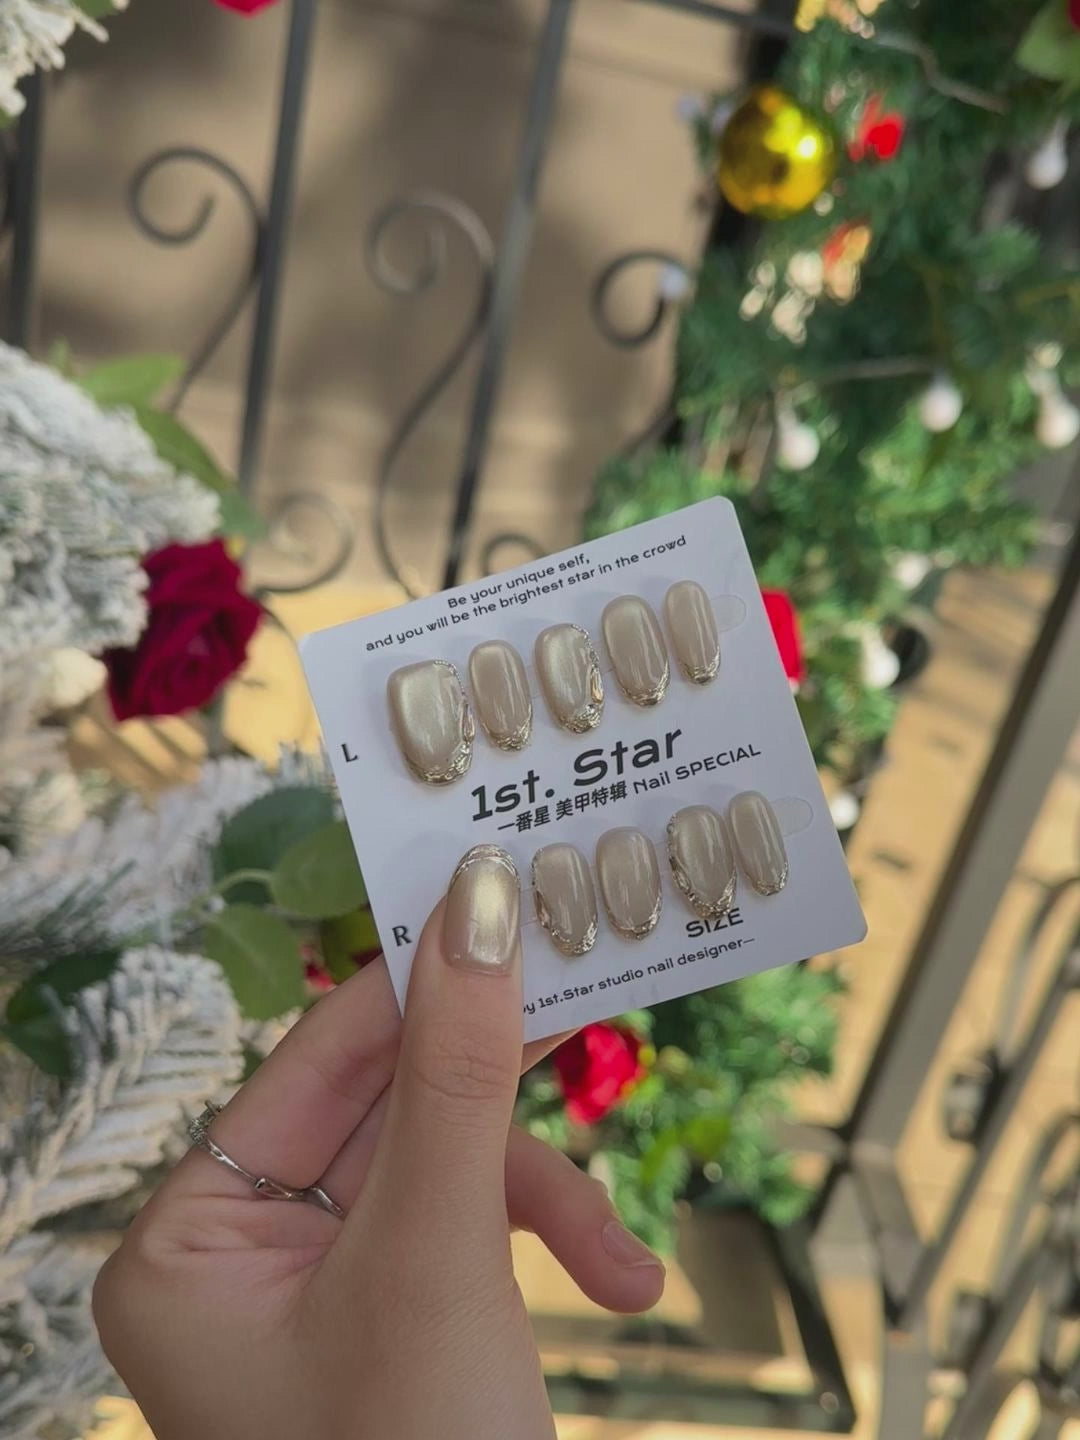 Be your unique self,
and you will be the brightest star in the crowd
L
1st. Star
一番星 美甲特辑 Nail SPECIAL
R
SIZE
by 1st.Star studio nail designer—